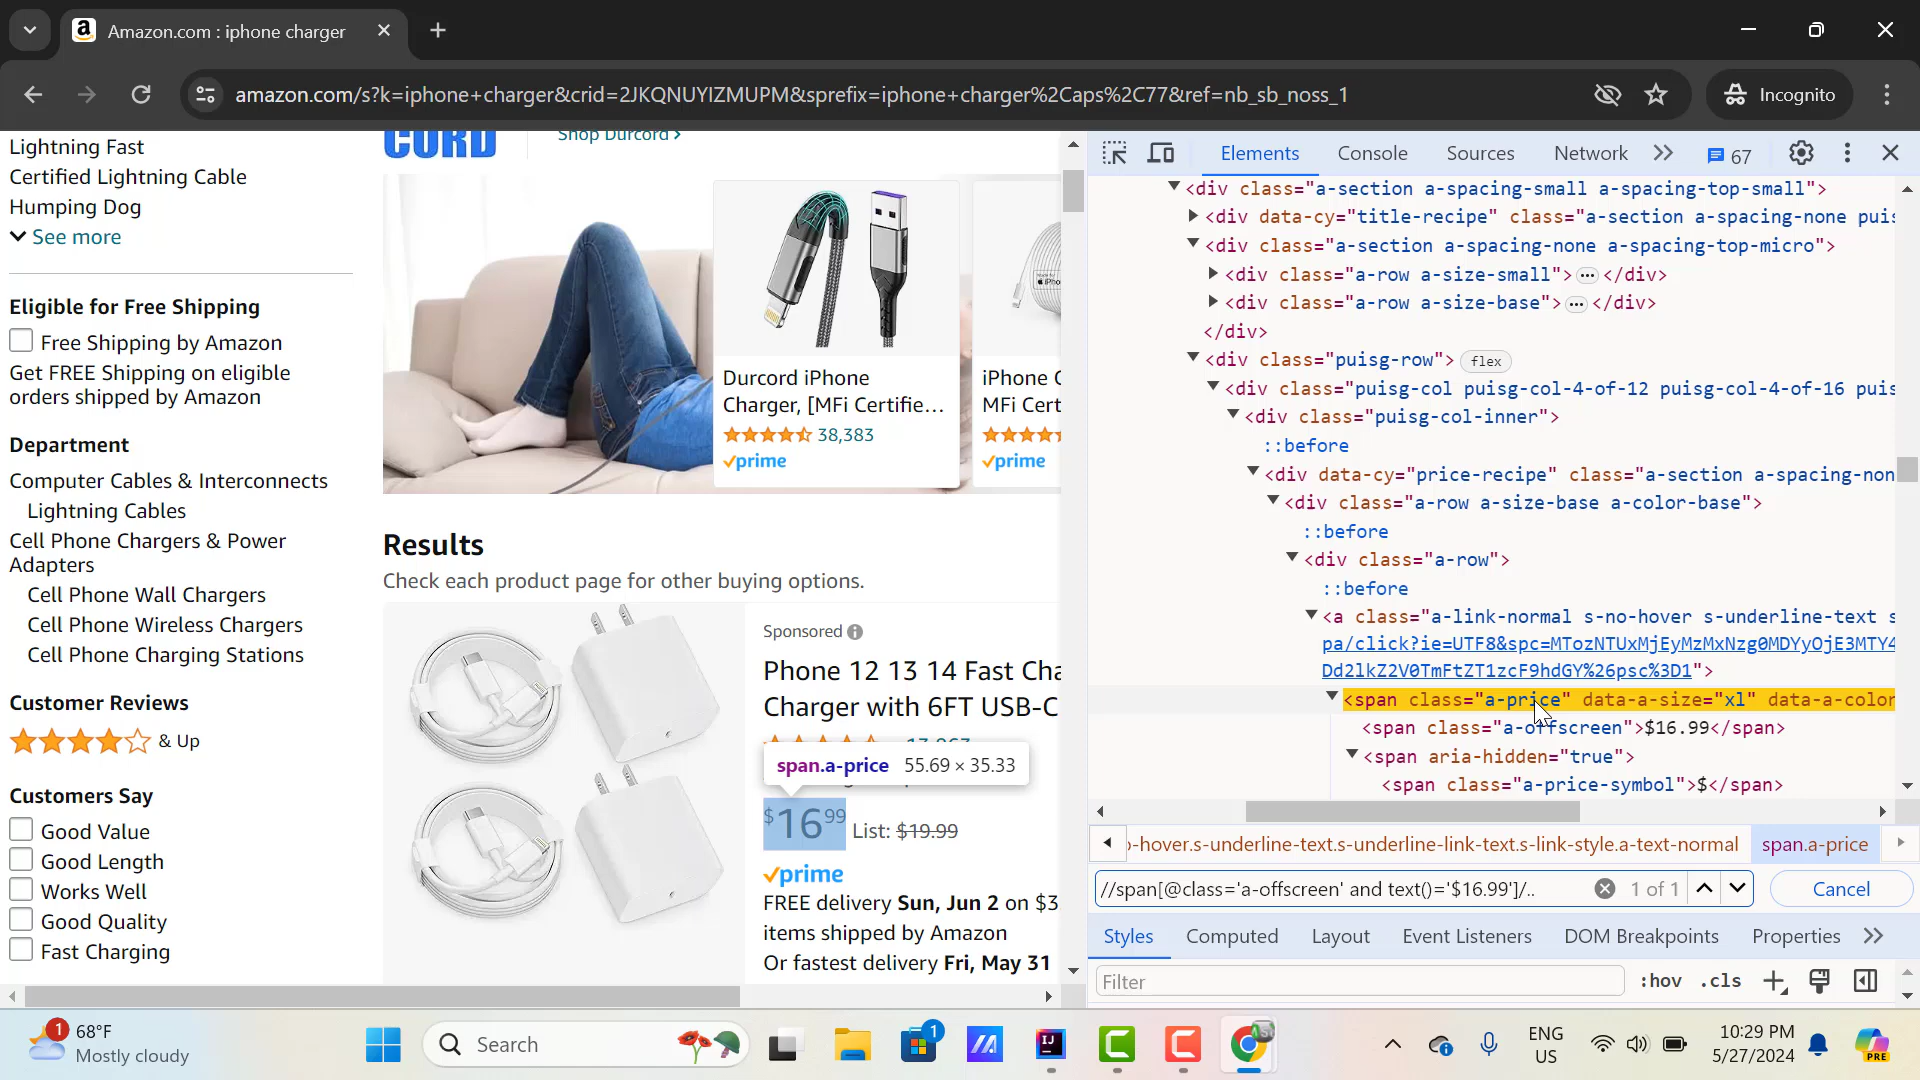 Amazon.com : iphone charger
amazon.com/s?k=iphone+charger&crid=2JKQNUYIZMUPM&sprefix=iphone+charger%2Caps%2C77&ref=nb_sb_noss_1
Incognito
Lightning Fast
Certified Lightning Cable
Humping Dog
See more
Eligible for Free Shipping
Free Shipping by Amazon
Get FREE Shipping on eligible
orders shipped by Amazon
Department
Computer Cables & Interconnects
Lightning Cables
Cell Phone Chargers & Power
Adapters
Cell Phone Wall Chargers
Cell Phone Wireless Chargers
Cell Phone Charging Stations
Customer Reviews
& Up
Customers Say
Good Value
Good Length
Works Well
Good Quality
Fast Charging
CORD
Shop Durcord ›
Durcord iPhone
Charger, [MFi Certifie...
38,383
prime
iPhone C
MFi Cert
prime
Results
Check each product page for other buying options.
Sponsored
Phone 12 13 14 Fast Cha
Charger with 6FT USB-C
span.a-price 55.69 × 35.33
$16 99 List: $19.99
prime
FREE delivery Sun, Jun 2 on $3
items shipped by Amazon
Or fastest delivery Fri, May 31
Elements Console Sources Network 67
<div class="a-section a-spacing-small a-spacing-top-small">
<div data-cy="title-recipe" class="a-section a-spacing-none puis
<div class="a-section a-spacing-none a-spacing-top-micro">
<div class="a-row a-size-small">…</div>
<div class="a-row a-size-base">…</div>
</div>
<div class="puisg-row"> flex
<div class="puisg-col puisg-col-4-of-12 puisg-col-4-of-16 puis
<div class="puisg-col-inner">
::before
<div data-cy="price-recipe" class="a-section a-spacing-non
<div class="a-row a-size-base a-color-base">
::before
<div class="a-row">
::before
<a class="a-link-normal s-no-hover s-underline-text s
pa/click?ie=UTF8&spc=MTozNTUxMjEyMzMxNzg0MDYyOjE3MTY4
Dd2lkZ2V0TmFtZT1zcF9hdGY%26psc%3D1">
<span class="a-price" data-a-size="xl" data-a-color
<span class="a-offscreen">$16.99</span>
<span aria-hidden="true">
<span class="a-price-symbol">$</span>
o-hover.s-underline-text.s-underline-link-text.s-link-style.a-text-normal span.a-price
//span[@class='a-offscreen' and text()='$16.99']/.. 1 of 1 Cancel
Styles Computed Layout Event Listeners DOM Breakpoints Properties
Filter :hov .cls
1 68°F
Mostly cloudy
Search
1
ENG
US
10:29 PM
5/27/2024
PRE